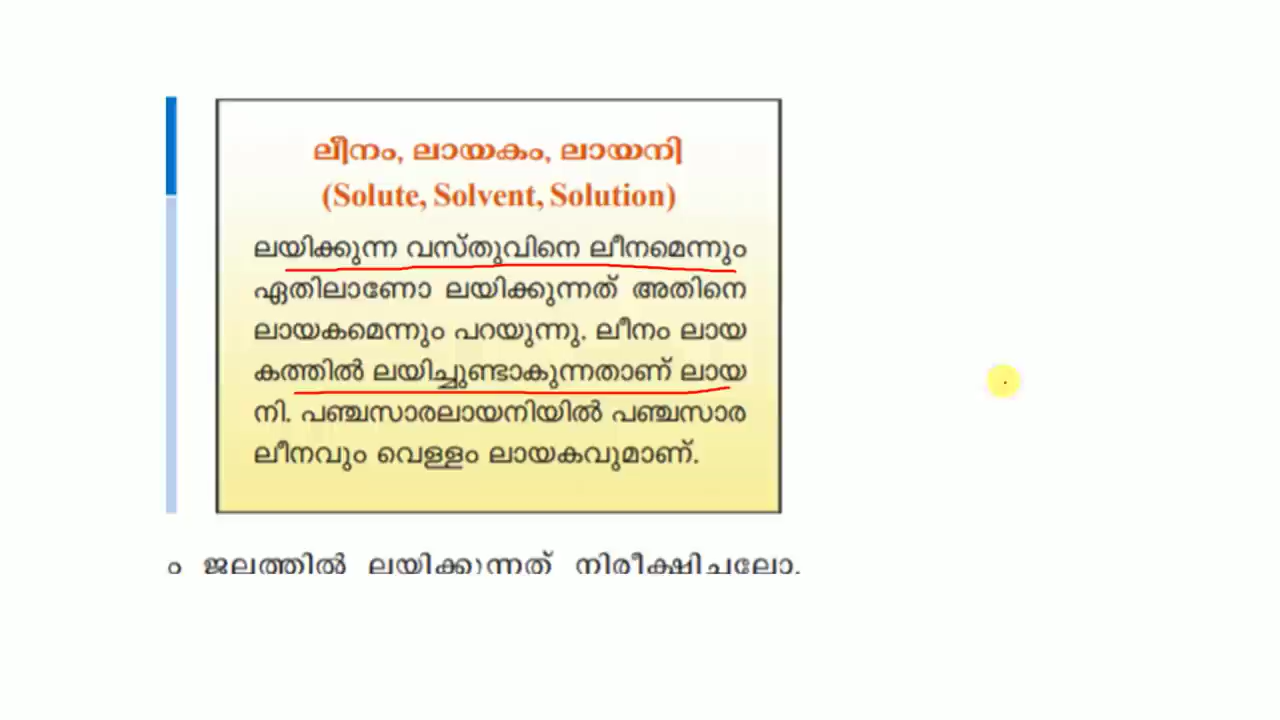 ലീനം, ലായകം, ലായനി
(Solute, Solvent, Solution)
ലയിക്കുന്ന വസ്തുവിനെ ലീനമെന്നും
ഏതിലാണോ ലയിക്കുന്നത് അതിനെ
ലായകമെന്നും പറയുന്നു. ലീനം ലായ
കത്തിൽ ലയിച്ചുണ്ടാകുന്നതാണ് ലായ
നി. പഞ്ചസാരലായനിയിൽ പഞ്ചസാര
ലീനവും വെള്ളം ലായകവുമാണ്.
ജലത്തിൽ ലയിക്കുന്നത് നിരീക്ഷിച്ചല്ലോ.